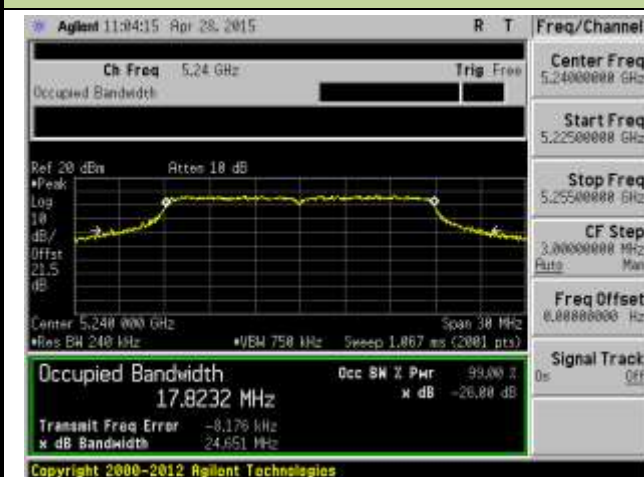 Agilent 11:04:15 Apr 28, 2015 R T
Freq/Channel
Ch Freq 5.24 GHz Trig Free
Occupied Bandwidth
Center Freq
5.24000000 GHz
Start Freq
5.22500000 GHz
Stop Freq
5.25500000 GHz
CF Step
3.00000000 MHz
Auto Man
Freq Offset
0.00000000 Hz
Signal Track
On Off
Ref 20 dBm Atten 10 dB
•Peak
Log
10
dB/
Offst
21.5
dB
Center 5.240 000 GHz Span 30 MHz
•Res BW 240 kHz •VBW 750 kHz Sweep 1.067 ms (2001 pts)
Occupied Bandwidth Occ BW % Pwr 99.00 %
17.8232 MHz x dB -26.00 dB
Transmit Freq Error -8.176 kHz
x dB Bandwidth 24.651 MHz
Copyright 2000-2012 Agilent Technologies